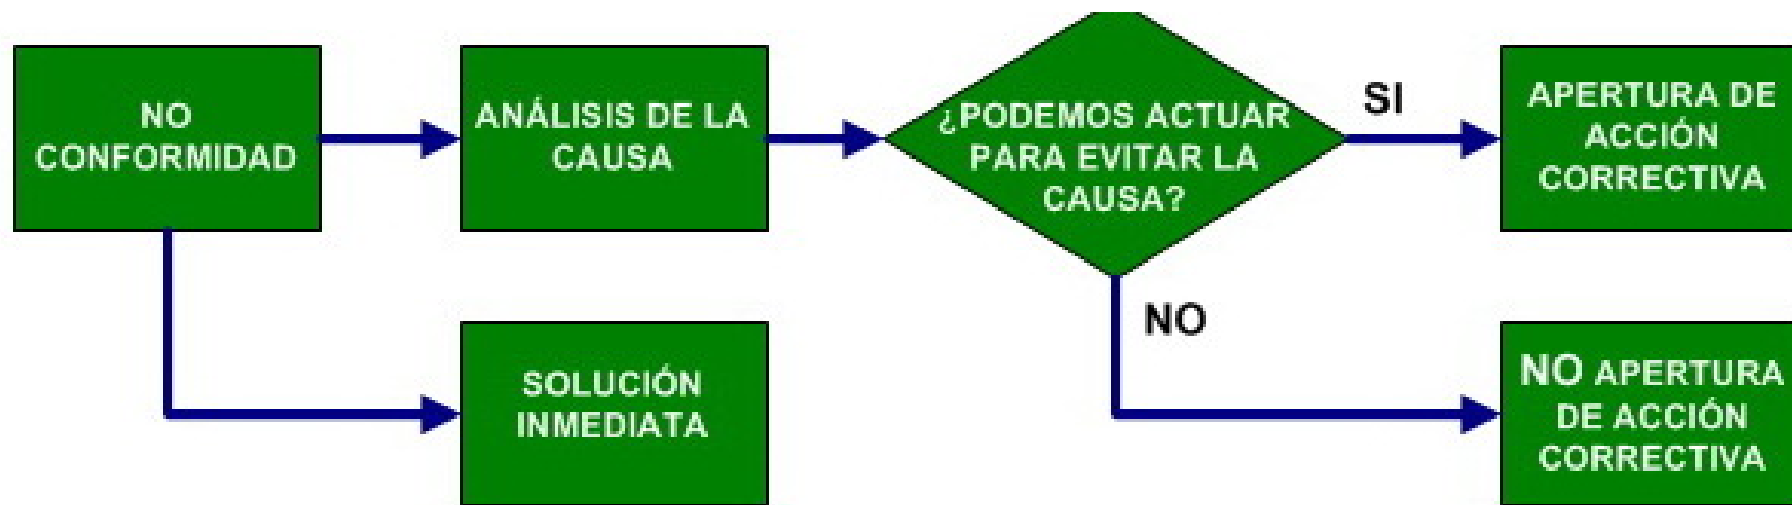 NO
CONFORMIDAD
ANÁLISIS DE LA
CAUSA
¿PODEMOS ACTUAR
PARA EVITAR LA
CAUSA?
SI
APERTURA DE
ACCIÓN
CORRECTIVA
NO
SOLUCIÓN
INMEDIATA
NO APERTURA
DE ACCIÓN
CORRECTIVA